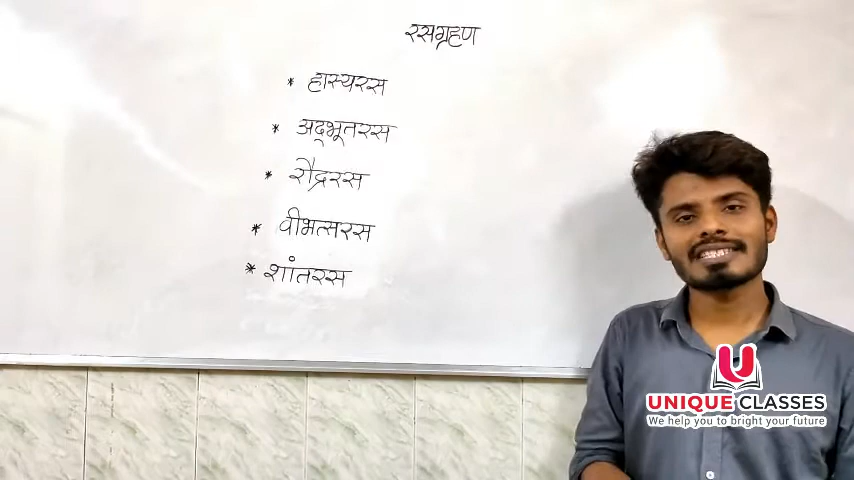 रसग्रहण
* हास्यरस
* अद्भूतरस
* रौद्ररस
* वीभत्सरस
* शांतरस
UNIQUE CLASSES
We help you to bright your future